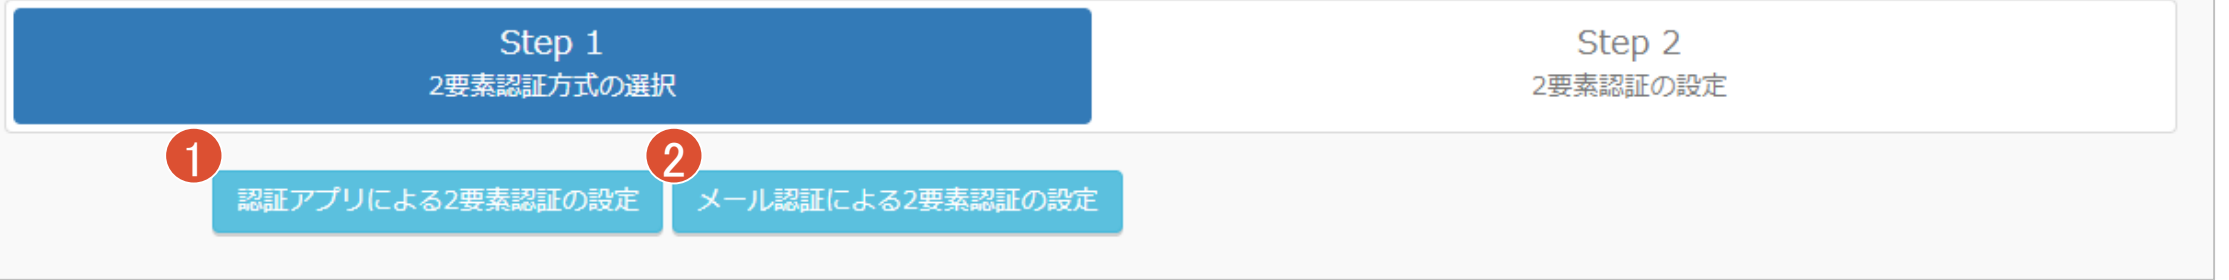 Step 1
2要素認証方式の選択
Step 2
2要素認証の設定
1
認証アプリによる2要素認証の設定
2
メール認証による2要素認証の設定